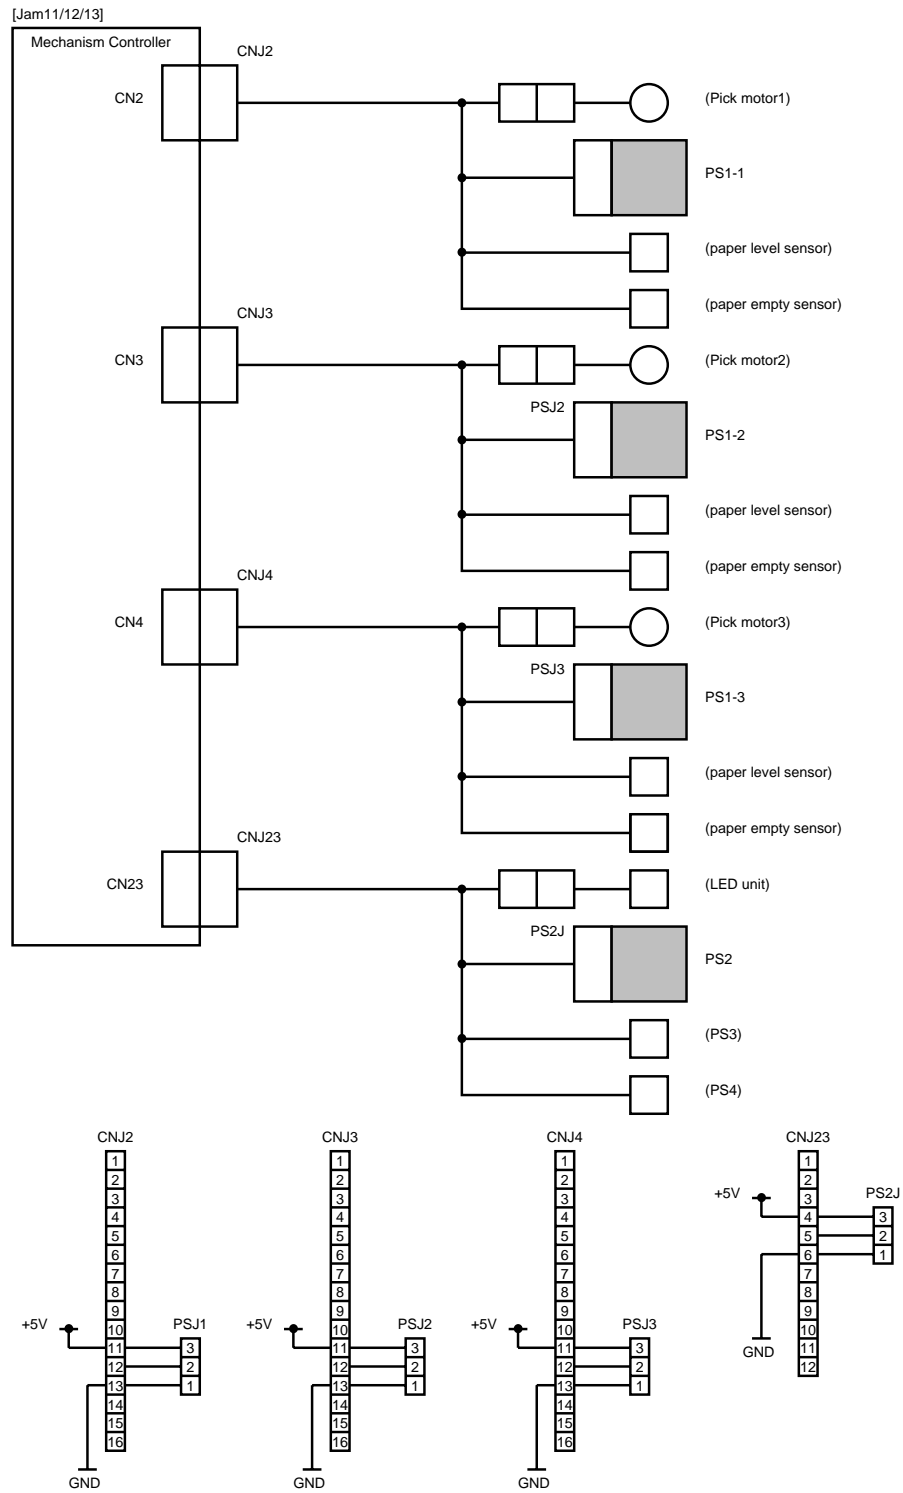 [Jam11/12/13]
Mechanism Controller
CNJ2
CN2
(Pick motor1)
PS1-1
(paper level sensor)
(paper empty sensor)
CNJ3
CN3
(Pick motor2)
PSJ2
PS1-2
(paper level sensor)
(paper empty sensor)
CNJ4
CN4
(Pick motor3)
PSJ3
PS1-3
(paper level sensor)
(paper empty sensor)
CNJ23
CN23
(LED unit)
PS2J
PS2
(PS3)
(PS4)
CNJ2
1
2
3
4
5
6
7
8
9
10
11
12
13
14
15
16
+5V
PSJ1
3
2
1
GND
CNJ3
1
2
3
4
5
6
7
8
9
10
11
12
13
14
15
16
+5V
PSJ2
3
2
1
GND
CNJ4
1
2
3
4
5
6
7
8
9
10
11
12
13
14
15
16
+5V
PSJ3
3
2
1
GND
CNJ23
1
2
3
4
5
6
7
8
9
10
11
12
+5V
PS2J
3
2
1
GND